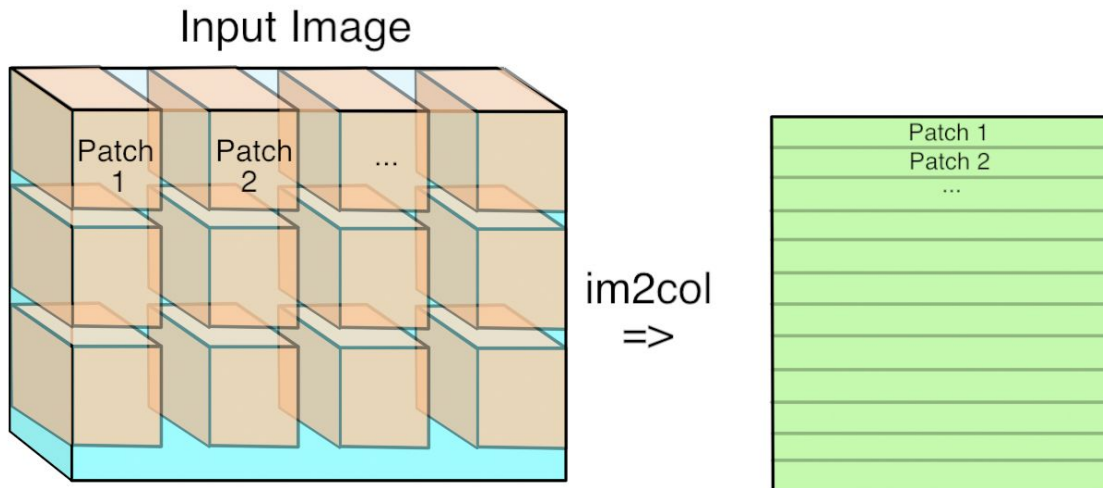 Input Image
Patch
1
Patch
2
...
im2col
=>
Patch 1
Patch 2
...